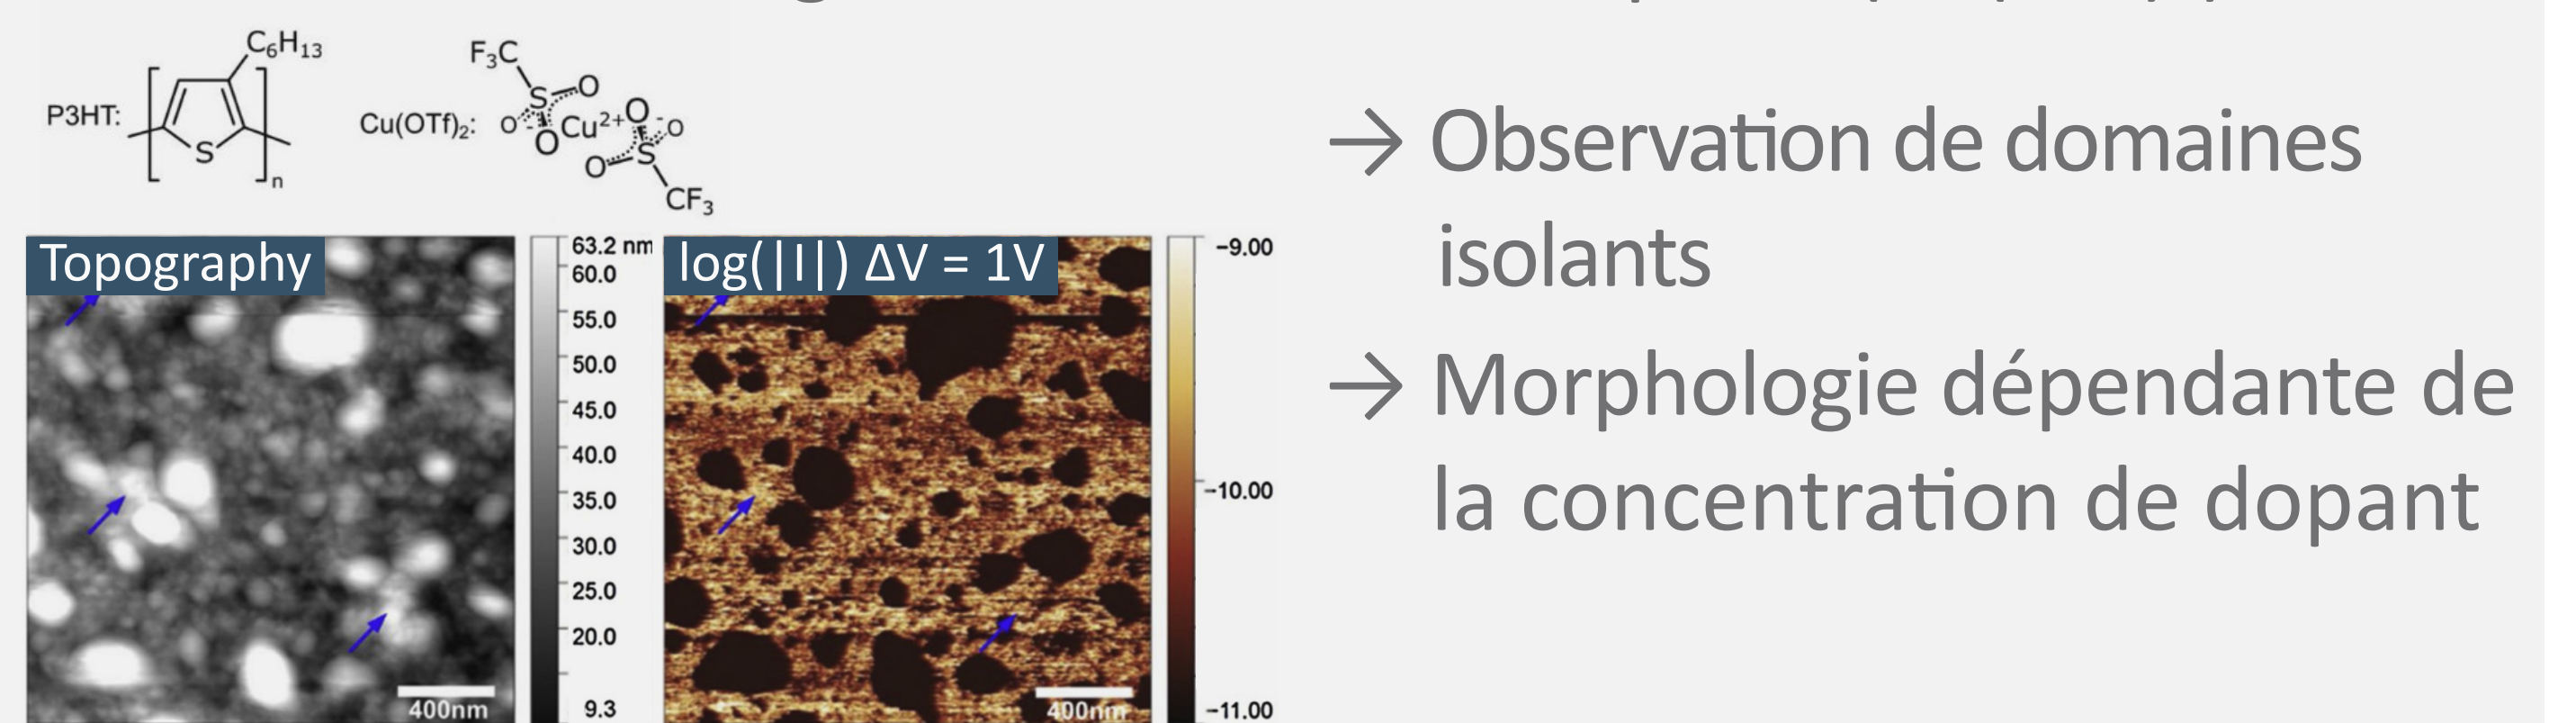 C₆H₁₃
P3HT:
S
n
F₃C
S O
Cu(OTf)₂: O - O Cu²⁺ O - O
O S
CF₃
→ Observation de domaines
isolants
→ Morphologie dépendante de
la concentration de dopant
Topography
63.2 nm
60.0
55.0
50.0
45.0
40.0
35.0
30.0
25.0
20.0
9.3
400nm
log(|I|) ΔV = 1V
−9.00
−10.00
−11.00
400nm